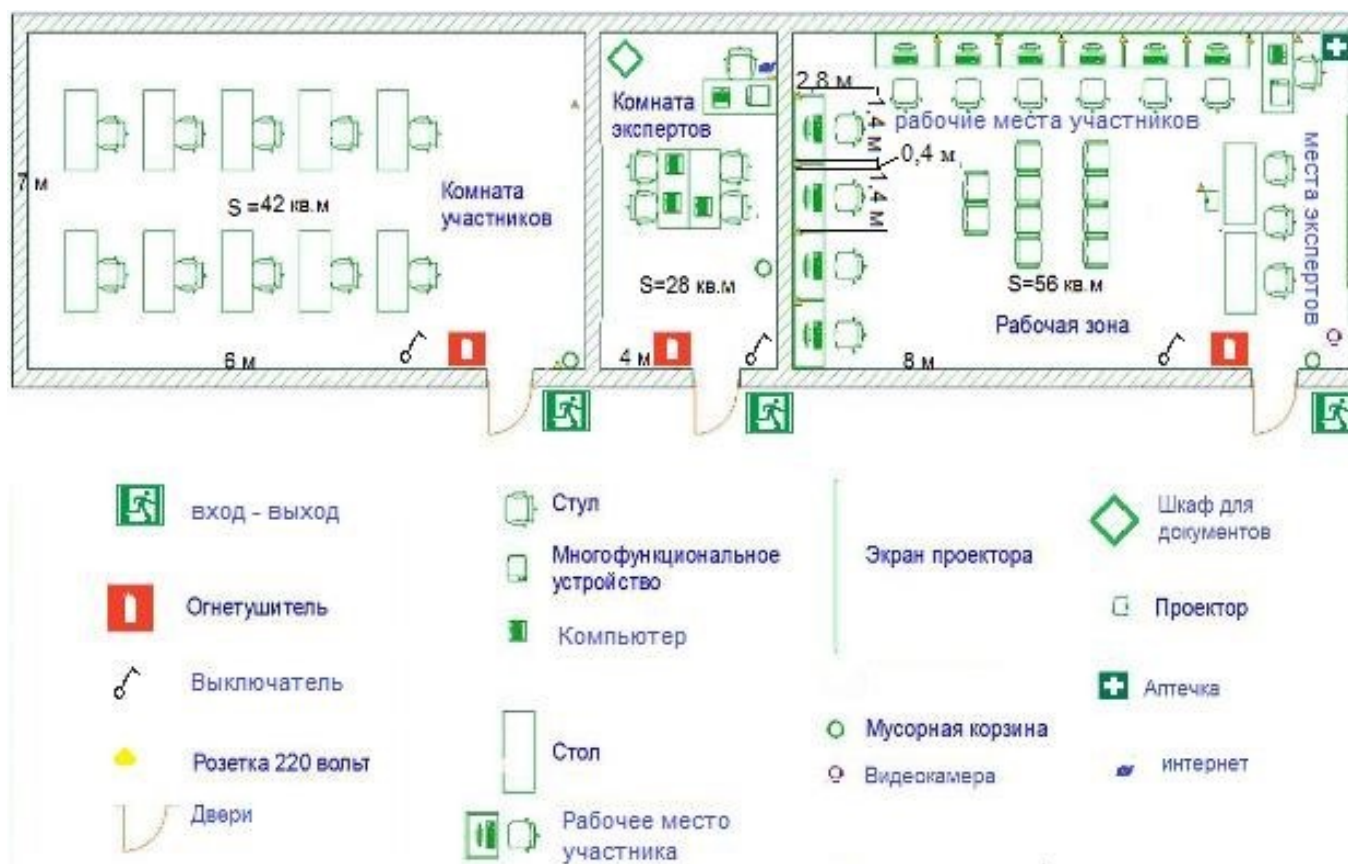 Комната
экспертов
2,8 м
1,4 м
рабочие места участников
0,4 м
1,4 м
места экспертов
7 м
S =42 кв.м
Комната
участников
S=28 кв.м
S=56 кв.м
Рабочая зона
6 м
4 м
8 м
вход - выход
Огнетушитель
Выключатель
Розетка 220 вольт
Двери
Стул
Многофункциональное
устройство
Компьютер
Стол
Рабочее место
участника
Экран проектора
Мусорная корзина
Видеокамера
Шкаф для
документов
Проектор
Аптечка
интернет